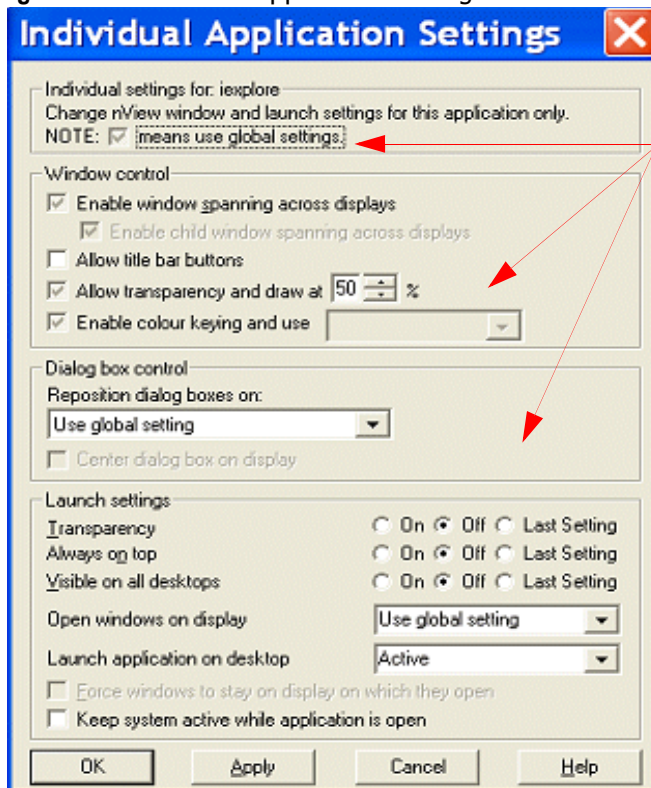 Individual Application Settings
Individual settings for: iexplore
Change nView window and launch settings for this application only.
NOTE: means use global settings.
Window control
Enable window spanning across displays
Enable child window spanning across displays
Allow title bar buttons
Allow transparency and draw at 50 %
Enable colour keying and use
Dialog box control
Reposition dialog boxes on:
Use global setting
Center dialog box on display
Launch settings
Transparency On Off Last Setting
Always on top On Off Last Setting
Visible on all desktops On Off Last Setting
Open windows on display Use global setting
Launch application on desktop Active
Force windows to stay on display on which they open
Keep system active while application is open
OK Apply Cancel Help